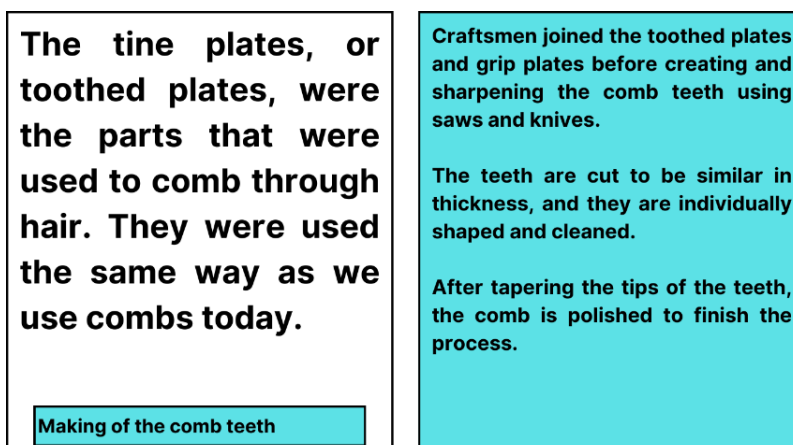 The tine plates, or
toothed plates, were
the parts that were
used to comb through
hair. They were used
the same way as we
use combs today.
Making of the comb teeth
Craftsmen joined the toothed plates
and grip plates before creating and
sharpening the comb teeth using
saws and knives.
The teeth are cut to be similar in
thickness, and they are individually
shaped and cleaned.
After tapering the tips of the teeth,
the comb is polished to finish the
process.